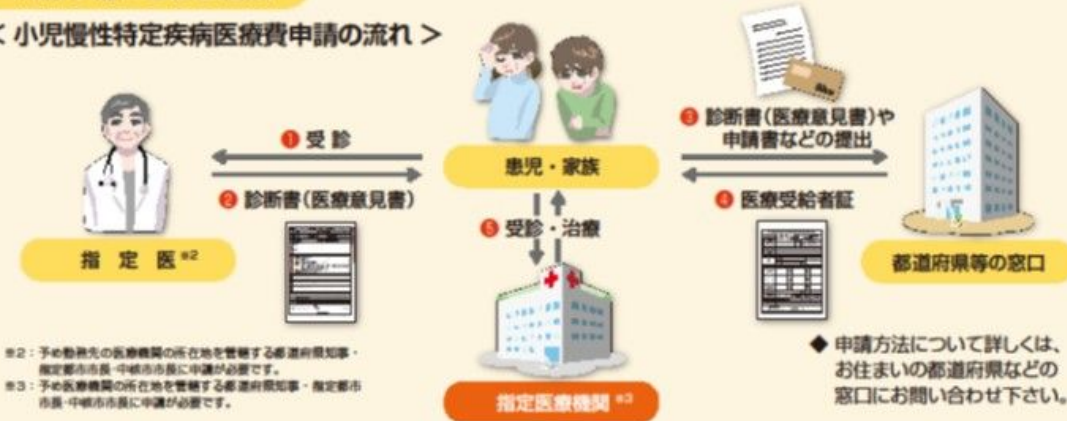 < 小児慢性特定疾病医療費申請の流れ >
❶ 受 診
❷ 診断書(医療意見書)
指 定 医 ※2
患児・家族
❺ 受診・治療
指定医療機関 ※3
❸ 診断書(医療意見書)や
申請書などの提出
❹ 医療受給者証
都道府県等の窓口
※2:予め勤務先の医療機関の所在地を管轄する都道府県知事・
指定都市市長・中核市市長に申請が必要です。
※3:予め医療機関の所在地を管轄する都道府県知事・指定都市
市長・中核市市長に申請が必要です。
◆ 申請方法について詳しくは、
お住まいの都道府県などの
窓口にお問い合わせ下さい。